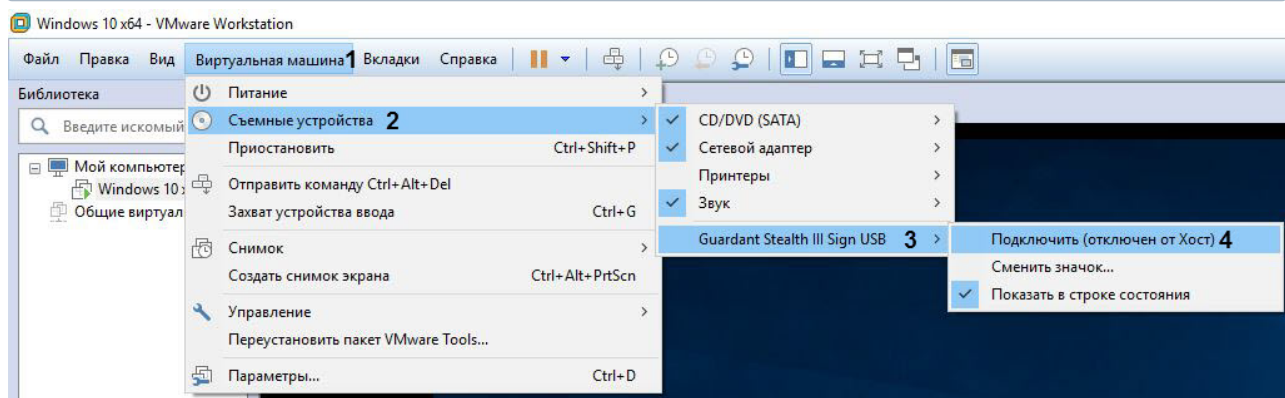 Windows 10 x64 - VMware Workstation
Файл Правка Вид Виртуальная машина 1 Вкладки Справка
Библиотека
Введите искомый
Мой компьютер
Windows 10 x
Общие виртуал
Питание
Съемные устройства 2
Приостановить Ctrl+Shift+P
Отправить команду Ctrl+Alt+Del
Захват устройства ввода Ctrl+G
Снимок
Создать снимок экрана Ctrl+Alt+PrtScn
Управление
Переустановить пакет VMware Tools...
Параметры... Ctrl+D
CD/DVD (SATA)
Сетевой адаптер
Принтеры
Звук
Guardant Stealth III Sign USB 3
Подключить (отключен от Хост) 4
Сменить значок...
Показать в строке состояния